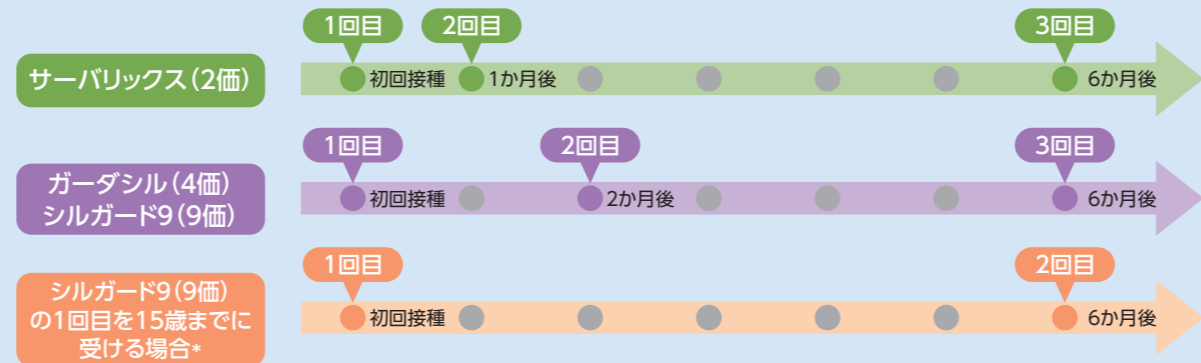 1回目
2回目
3回目
サーバリックス(2価)
初回接種
1か月後
6か月後
1回目
2回目
3回目
ガーダシル(4価)
シルガード9(9価)
初回接種
2か月後
6か月後
1回目
2回目
シルガード9(9価)
の1回目を15歳までに
受ける場合*
初回接種
6か月後